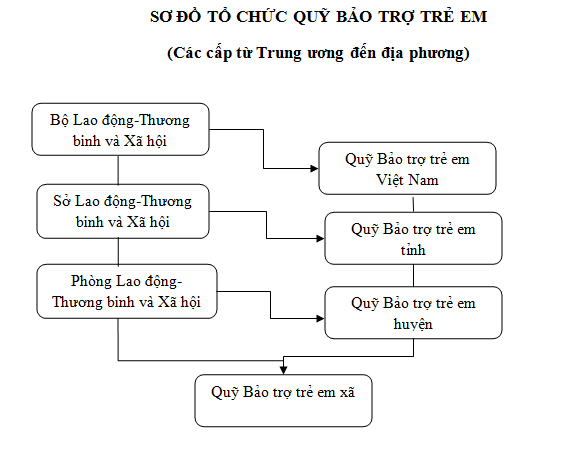 SƠ ĐỒ TỔ CHỨC QUỸ BẢO TRỢ TRẺ EM
(Các cấp từ Trung ương đến địa phương)
Bộ Lao động-Thương
binh và Xã hội
Quỹ Bảo trợ trẻ em
Việt Nam
Sở Lao động-Thương
binh và Xã hội
Quỹ Bảo trợ trẻ em
tỉnh
Phòng Lao động-
Thương binh và Xã hội
Quỹ Bảo trợ trẻ em
huyện
Quỹ Bảo trợ trẻ em xã